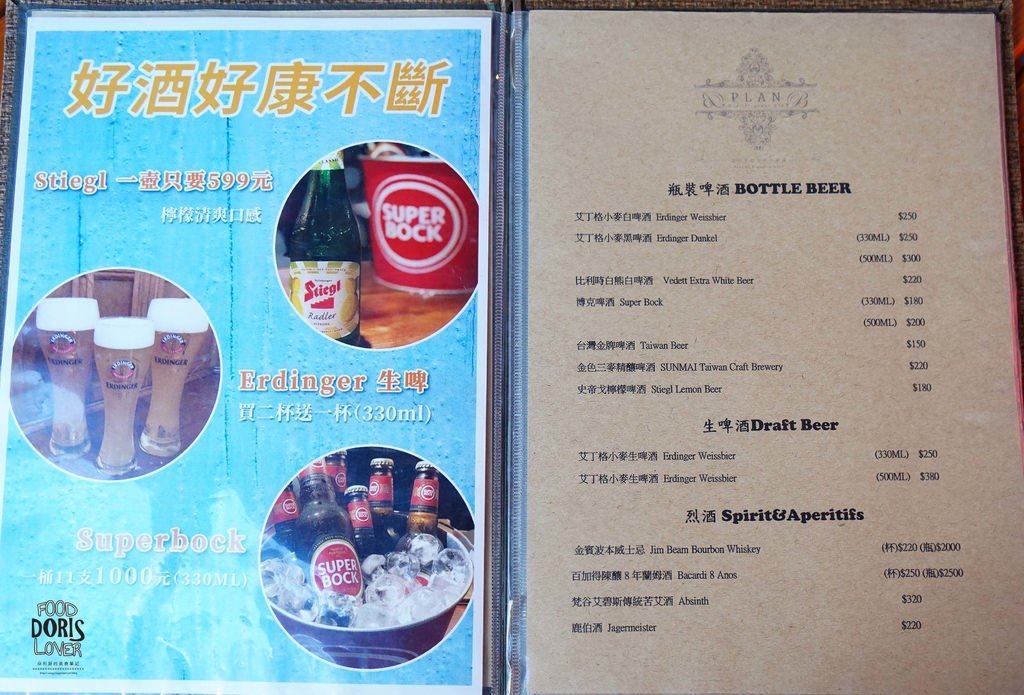 好酒好康不斷
Stiegl 一壺只要599元
檸檬清爽口感
SUPER
BOCK
Stiegl
Radler
ERDINGER
ERDINGER
ERDINGER
Erdinger 生啤
買二杯送一杯(330ml)
SUPER
BOCK
Superbock
一桶11支1000元(330ML)
FOOD
DORIS
LOVER
PLAN B
瓶裝啤酒 BOTTLE BEER
艾丁格小麥白啤酒 Erdinger Weissbier $250
艾丁格小麥黑啤酒 Erdinger Dunkel (330ML) $250
(500ML) $300
比利時白熊白啤酒 Vedett Extra White Beer $220
博克啤酒 Super Bock (330ML) $180
(500ML) $200
台灣金牌啤酒 Taiwan Beer $150
金色三麥精釀啤酒 SUNMAI Taiwan Craft Brewery $220
史帝戈檸檬啤酒 Stiegl Lemon Beer $180
生啤酒Draft Beer
艾丁格小麥生啤酒 Erdinger Weissbier (330ML) $250
艾丁格小麥生啤酒 Erdinger Weissbier (500ML) $380
烈酒 Spirit&Aperitifs
金賓波本威士忌 Jim Beam Bourbon Whiskey (杯)$220 (瓶)$2000
百加得陳釀 8 年蘭姆酒 Bacardi 8 Anos (杯)$250 (瓶)$2500
梵谷艾碧斯傳統苦艾酒 Absinth $320
鹿伯酒 Jagermeister $220